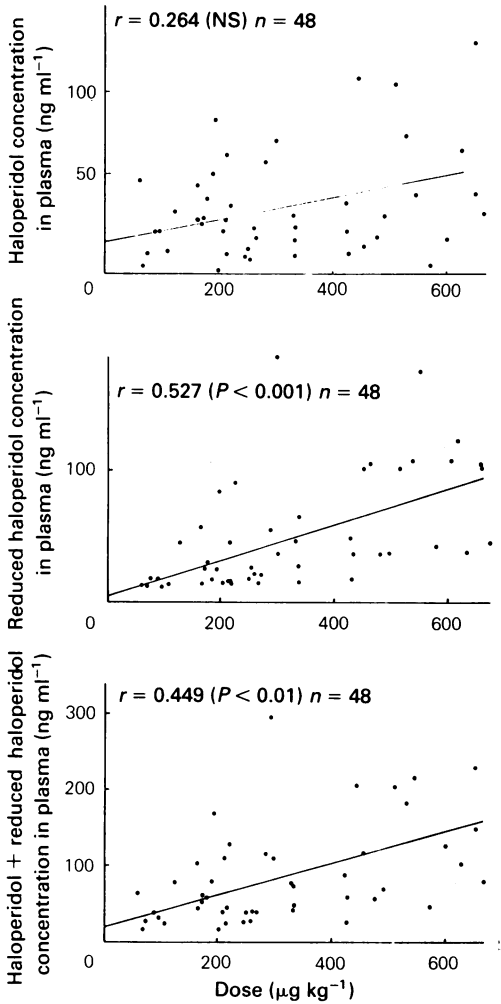 r = 0.264 (NS) n = 48
Haloperidol concentration
in plasma (ng ml⁻¹)
100
50
0
200
400
600
r = 0.527 (P < 0.001) n = 48
Reduced haloperidol concentration
in plasma (ng ml⁻¹)
100
0
200
400
600
r = 0.449 (P < 0.01) n = 48
Haloperidol + reduced haloperidol
concentration in plasma (ng ml⁻¹)
300
200
100
0
200
400
600
Dose (µg kg⁻¹)